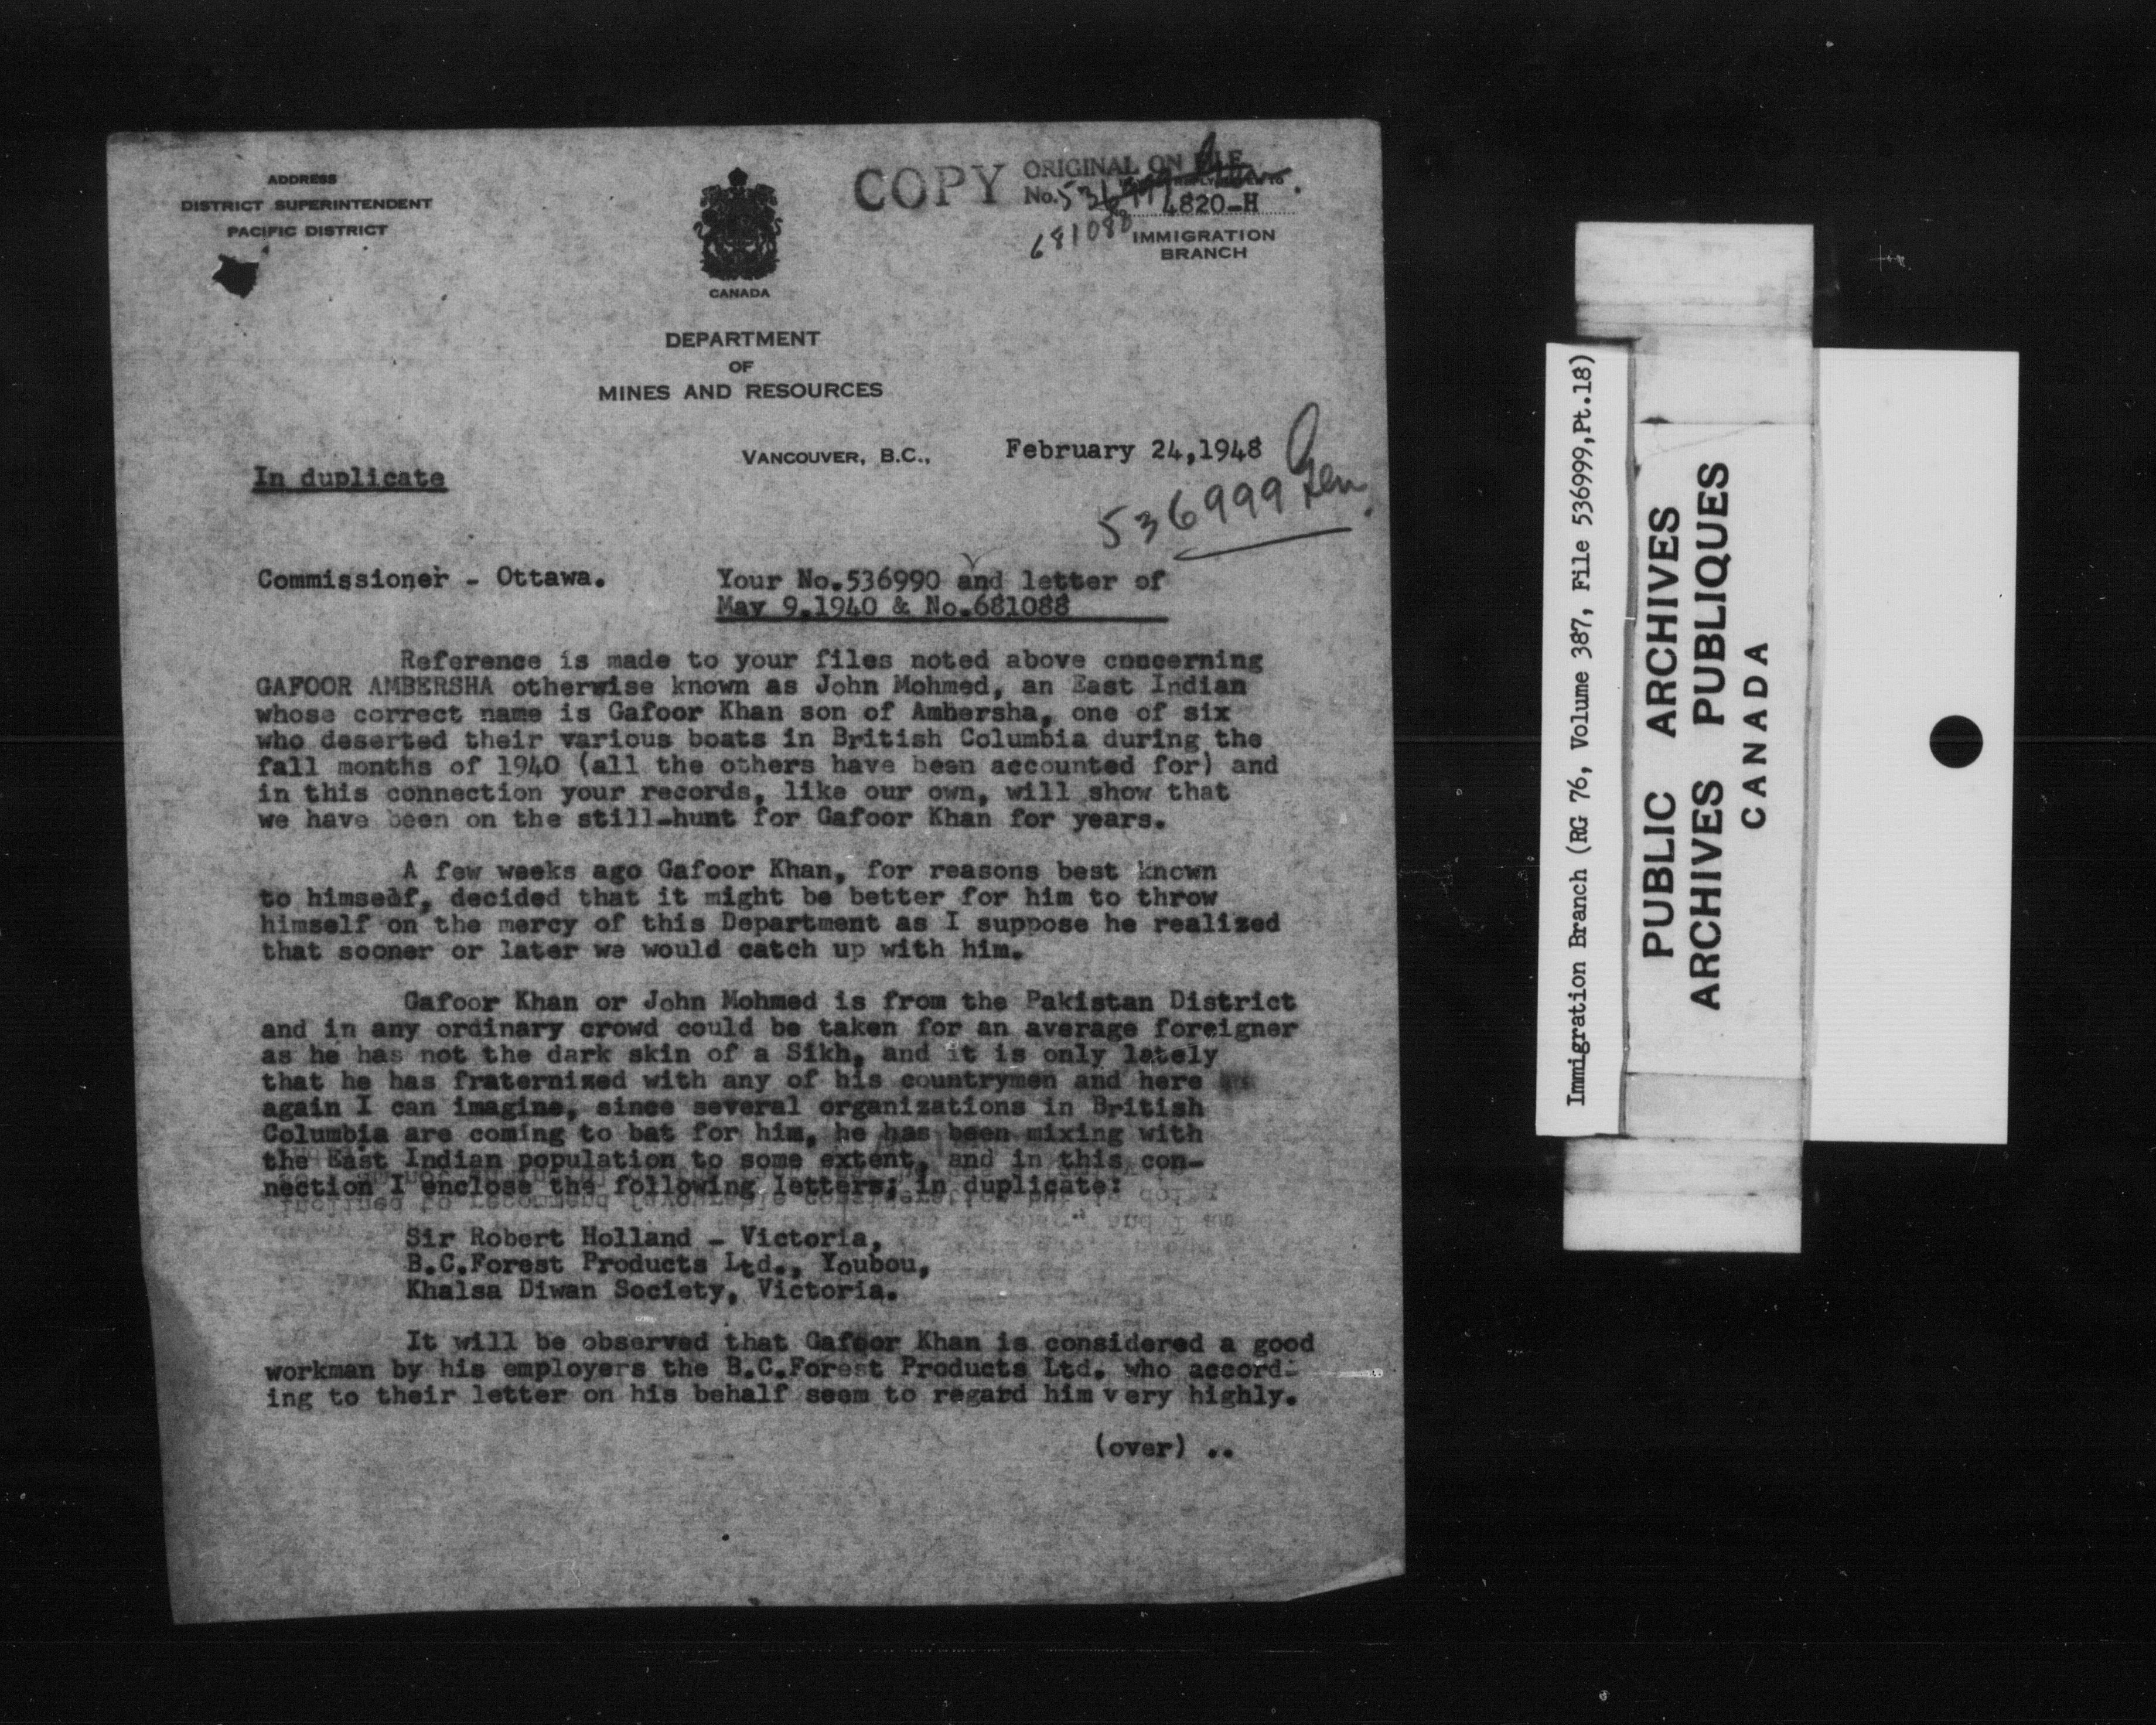 ADDRESS
DISTRICT SUPERINTENDENT
PACIFIC DISTRICT
CANADA
COPY
ORIGINAL ON FILE
No. 536999
4820-H
681088
IMMIGRATION
BRANCH
DEPARTMENT
OF
MINES AND RESOURCES
VANCOUVER, B.C., February 24,1948
In duplicate
536999 Gen.
Commissioner - Ottawa.
Your No.536990 and letter of
May 9,1940 & No.681088
Reference is made to your files noted above concerning
GAFOOR AMBERSHA otherwise known as John Mohmed, an East Indian
whose correct name is Gafoor Khan son of Ambersha, one of six
who deserted their various boats in British Columbia during the
fall months of 1940 (all the others have been accounted for) and
in this connection your records, like our own, will show that
we have been on the still-hunt for Gafoor Khan for years.
A few weeks ago Gafoor Khan, for reasons best known
to himself, decided that it might be better for him to throw
himself on the mercy of this Department as I suppose he realized
that sooner or later we would catch up with him.
Gafoor Khan or John Mohmed is from the Pakistan District
and in any ordinary crowd could be taken for an average foreigner
as he has not the dark skin of a Sikh, and it is only lately
that he has fraternized with any of his countrymen and here
again I can imagine, since several organizations in British
Columbia are coming to bat for him, he has been mixing with
the East Indian population to some extent, and in this con-
nection I enclose the following letters; in duplicate:
Sir Robert Holland - Victoria,
B.C.Forest Products Ltd., Youbou,
Khalsa Diwan Society, Victoria.
It will be observed that Gafoor Khan is considered a good
workman by his employers the B.C.Forest Products Ltd. who accord-
ing to their letter on his behalf seem to regard him very highly.
(over) ..
Immigration Branch (RG 76, Volume 387, File 536999,Pt.18)
PUBLIC ARCHIVES
ARCHIVES PUBLIQUES
CANADA